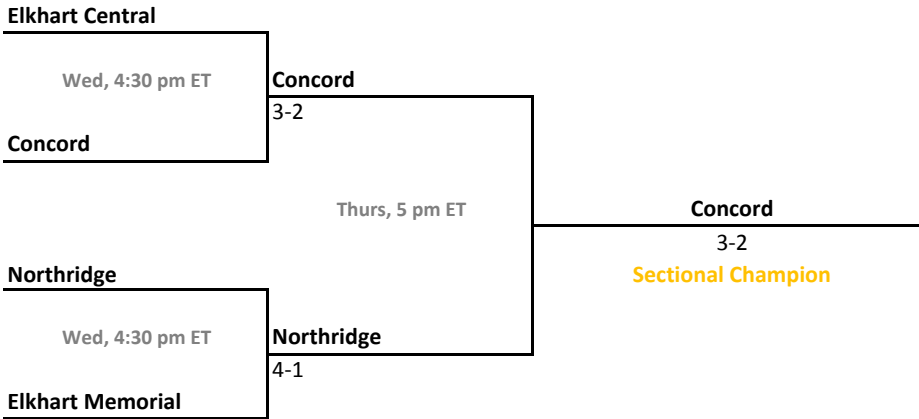 Elkhart Central
Wed, 4:30 pm ET
Concord
3-2
Concord
Thurs, 5 pm ET
Concord
3-2
Sectional Champion
Northridge
Wed, 4:30 pm ET
Northridge
4-1
Elkhart Memorial